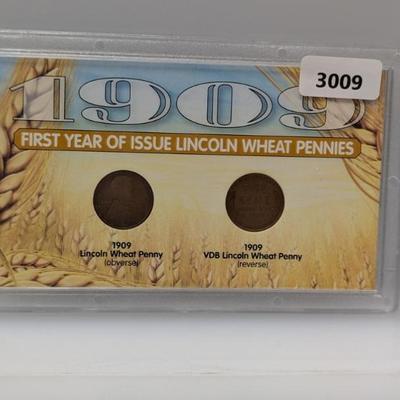 1909
3009
FIRST YEAR OF ISSUE LINCOLN WHEAT PENNIES
1909
Lincoln Wheat Penny
(obverse)
1909
VDB Lincoln Wheat Penny
(reverse)